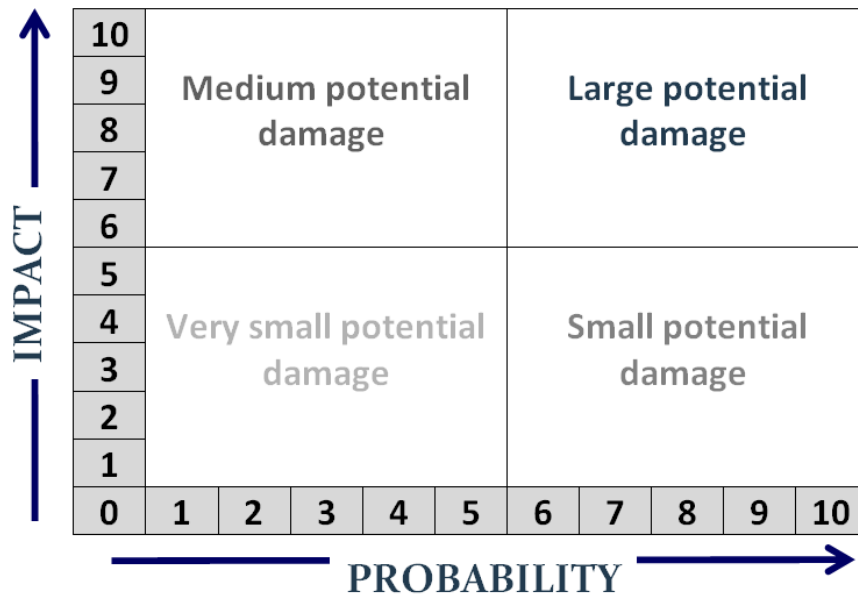 10
9
8
7
6
5
4
3
2
1
0 1 2 3 4 5 6 7 8 9 10
IMPACT
Medium potential
damage
Large potential
damage
Very small potential
damage
Small potential
damage
PROBABILITY